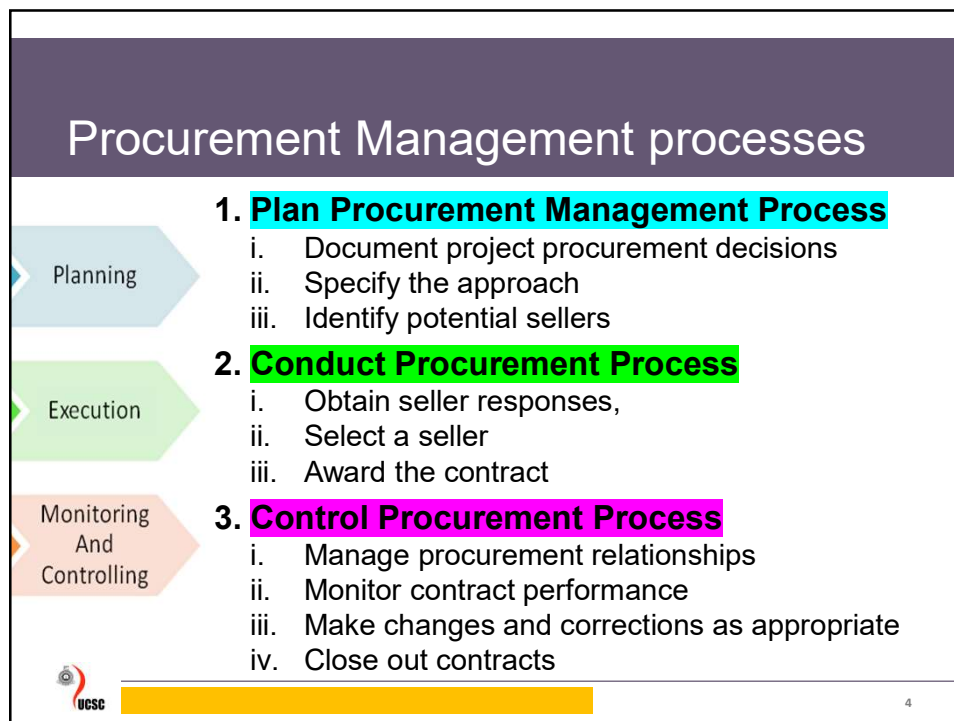 Procurement Management processes
1. Plan Procurement Management Process
i. Document project procurement decisions
ii. Specify the approach
iii. Identify potential sellers
Planning
2. Conduct Procurement Process
i. Obtain seller responses,
ii. Select a seller
iii. Award the contract
Execution
3. Control Procurement Process
i. Manage procurement relationships
ii. Monitor contract performance
iii. Make changes and corrections as appropriate
iv. Close out contracts
Monitoring
And
Controlling
UCSC
4